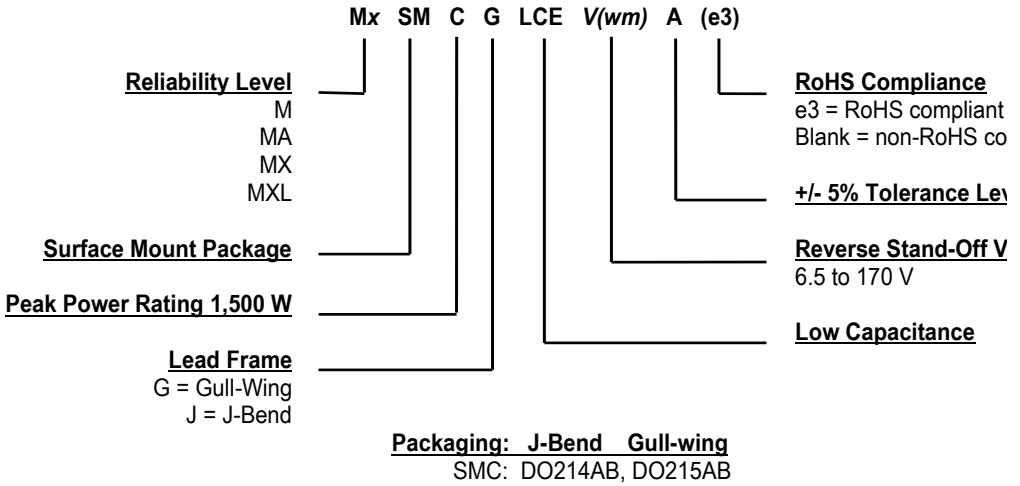 Mx SM C G LCE V(wm) A (e3)
Reliability Level
M
MA
MX
MXL
Surface Mount Package
Peak Power Rating 1,500 W
Lead Frame
G = Gull-Wing
J = J-Bend
RoHS Compliance
e3 = RoHS compliant
Blank = non-RoHS co
+/- 5% Tolerance Lev
Reverse Stand-Off V
6.5 to 170 V
Low Capacitance
Packaging: J-Bend Gull-wing
SMC: DO214AB, DO215AB